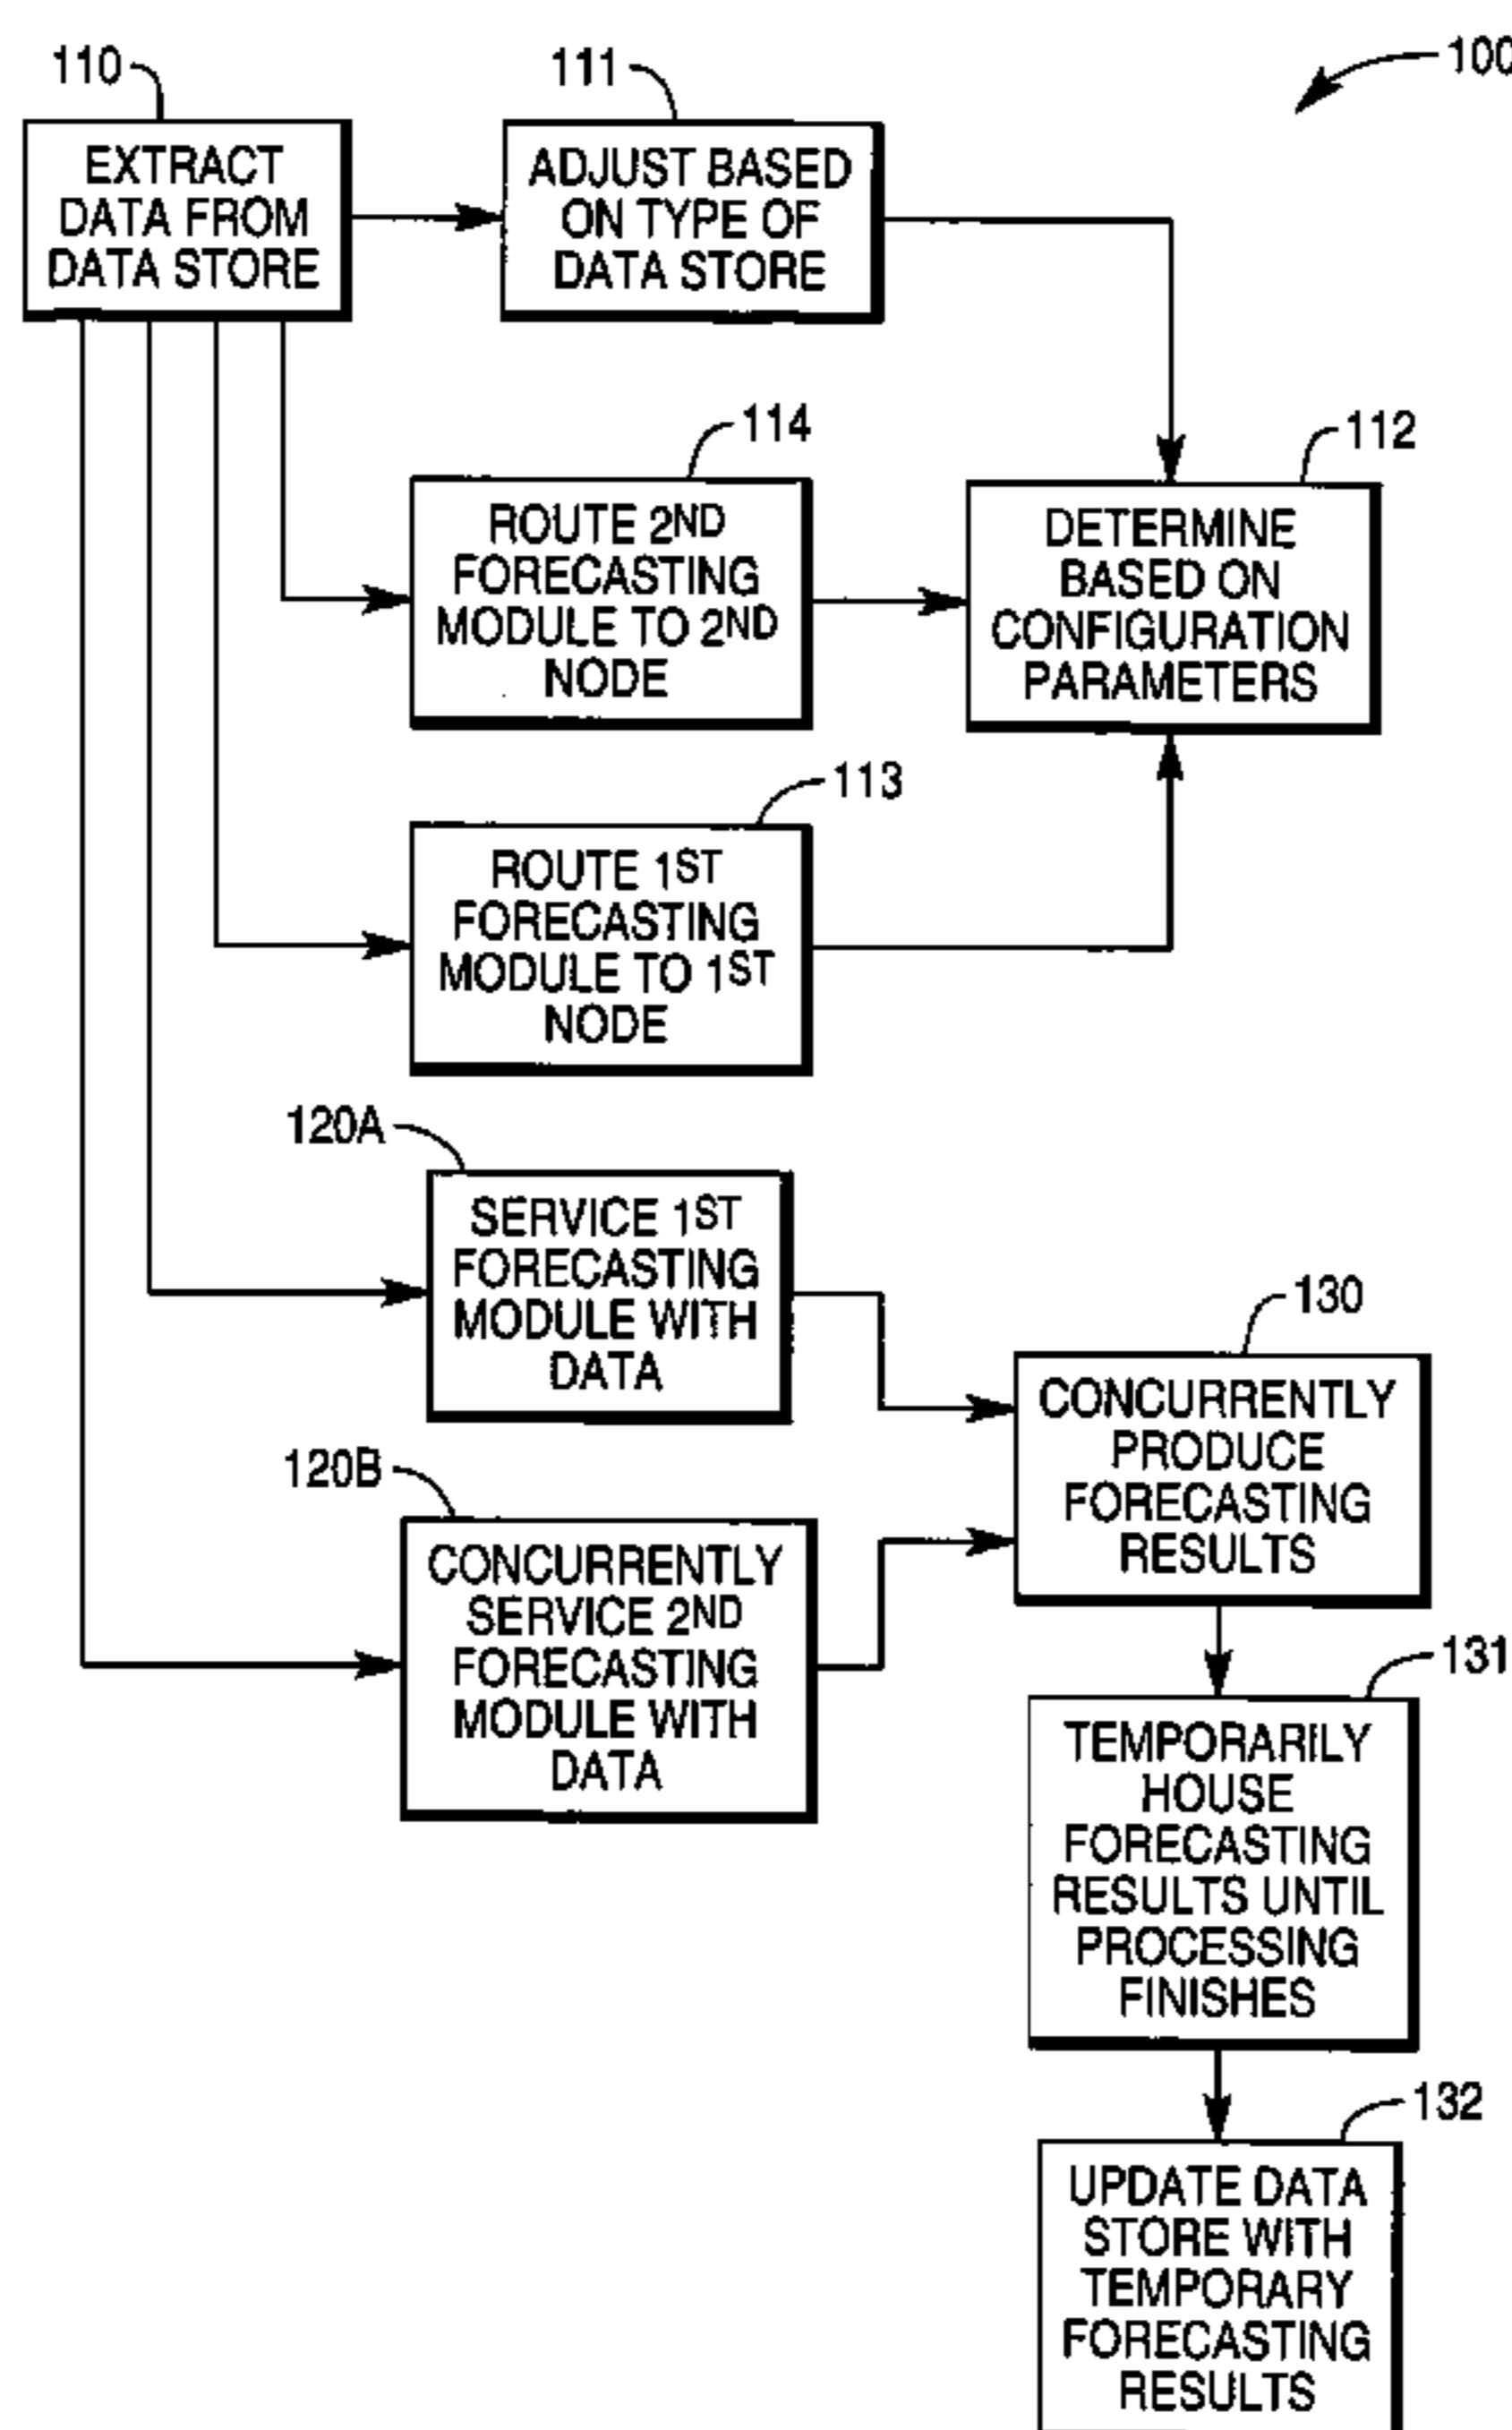 110
111
100
EXTRACT
DATA FROM
DATA STORE
ADJUST BASED
ON TYPE OF
DATA STORE
114
112
ROUTE 2ND
FORECASTING
MODULE TO 2ND
NODE
DETERMINE
BASED ON
CONFIGURATION
PARAMETERS
113
ROUTE 1ST
FORECASTING
MODULE TO 1ST
NODE
120A
SERVICE 1ST
FORECASTING
MODULE WITH
DATA
130
CONCURRENTLY
PRODUCE
FORECASTING
RESULTS
120B
CONCURRENTLY
SERVICE 2ND
FORECASTING
MODULE WITH
DATA
131
TEMPORARILY
HOUSE
FORECASTING
RESULTS UNTIL
PROCESSING
FINISHES
132
UPDATE DATA
STORE WITH
TEMPORARY
FORECASTING
RESULTS